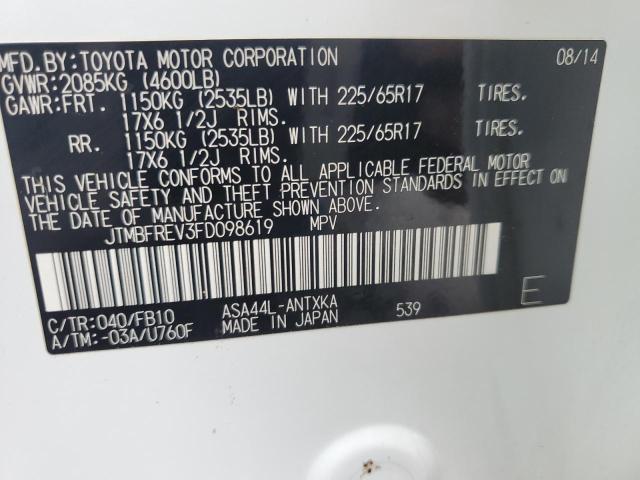 MFD.BY:TOYOTA MOTOR CORPORATION 08/14
GVWR:2085KG (4600LB)
GAWR:FRT. 1150KG (2535LB) WITH 225/65R17 TIRES.
17X6 1/2J RIMS.
RR. 1150KG (2535LB) WITH 225/65R17 TIRES.
17X6 1/2J RIMS.
THIS VEHICLE CONFORMS TO ALL APPLICABLE FEDERAL MOTOR
VEHICLE SAFETY AND THEFT PREVENTION STANDARDS IN EFFECT ON
THE DATE OF MANUFACTURE SHOWN ABOVE.
JTMBFREV3FD098619 MPV
C/TR:040/FB10 ASA44L-ANTXKA 539 E
A/TM:-03A/U760F MADE IN JAPAN